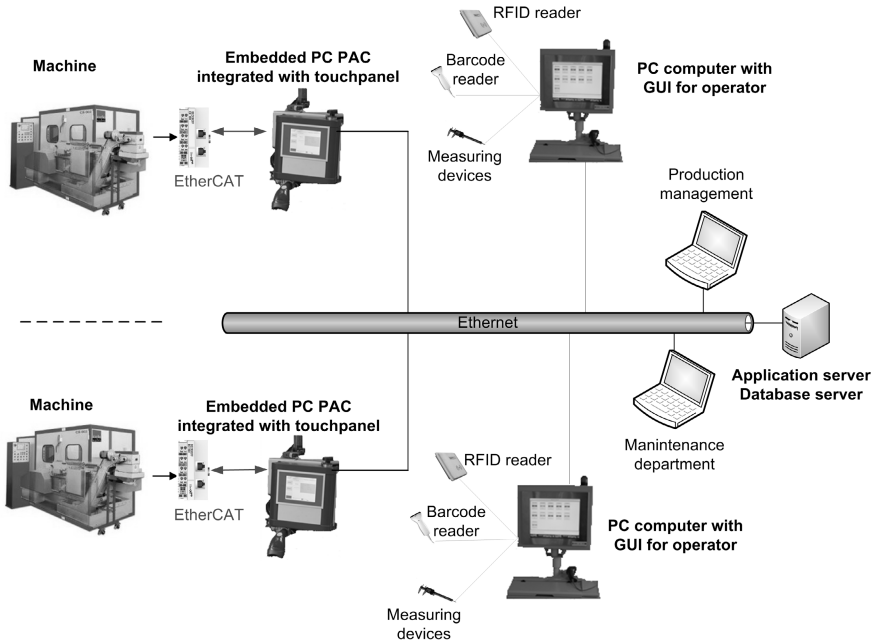 RFID reader
Machine
Embedded PC PAC
integrated with touchpanel
Barcode
reader
PC computer with
GUI for operator
Measuring
devices
EtherCAT
Production
management
Ethernet
Application server
Database server
Machine
Embedded PC PAC
integrated with touchpanel
Manintenance
department
RFID reader
EtherCAT
Barcode
reader
PC computer with
GUI for operator
Measuring
devices